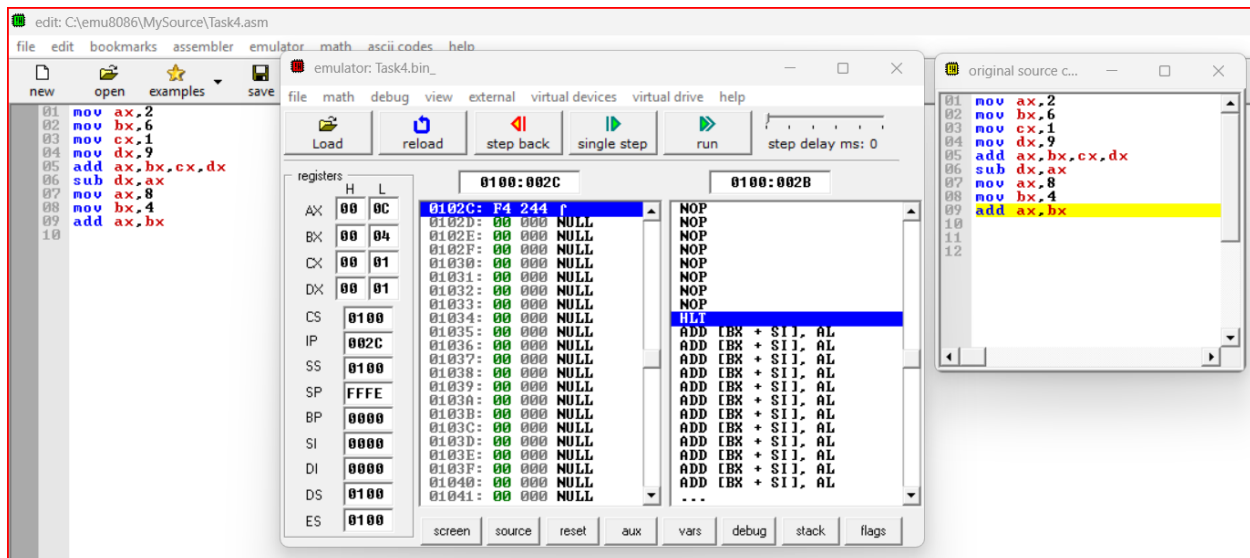 edit: C:\emu8086\MySource\Task4.asm
file edit bookmarks assembler emulator math ascii codes help
new open examples save
01 mov ax,2
02 mov bx,6
03 mov cx,1
04 mov dx,9
05 add ax,bx,cx,dx
06 sub dx,ax
07 mov ax,8
08 mov bx,4
09 add ax,bx
10
emulator: Task4.bin_
file math debug view external virtual devices virtual drive help
Load reload step back single step run step delay ms: 0
registers
H L
AX 00 0C
BX 00 04
CX 00 01
DX 00 01
CS 0100
IP 002C
SS 0100
SP FFFE
BP 0000
SI 0000
DI 0000
DS 0100
ES 0100
0100:002C
0102C: F4 244 ⌠
0102D: 00 000 NULL
0102E: 00 000 NULL
0102F: 00 000 NULL
01030: 00 000 NULL
01031: 00 000 NULL
01032: 00 000 NULL
01033: 00 000 NULL
01034: 00 000 NULL
01035: 00 000 NULL
01036: 00 000 NULL
01037: 00 000 NULL
01038: 00 000 NULL
01039: 00 000 NULL
0103A: 00 000 NULL
0103B: 00 000 NULL
0103C: 00 000 NULL
0103D: 00 000 NULL
0103E: 00 000 NULL
0103F: 00 000 NULL
01040: 00 000 NULL
01041: 00 000 NULL
0100:002B
NOP
NOP
NOP
NOP
NOP
NOP
NOP
NOP
HLT
ADD [BX + SI], AL
ADD [BX + SI], AL
ADD [BX + SI], AL
ADD [BX + SI], AL
ADD [BX + SI], AL
ADD [BX + SI], AL
ADD [BX + SI], AL
ADD [BX + SI], AL
ADD [BX + SI], AL
ADD [BX + SI], AL
ADD [BX + SI], AL
ADD [BX + SI], AL
...
screen source reset aux vars debug stack flags
original source c...
01 mov ax,2
02 mov bx,6
03 mov cx,1
04 mov dx,9
05 add ax,bx,cx,dx
06 sub dx,ax
07 mov ax,8
08 mov bx,4
09 add ax,bx
10
11
12